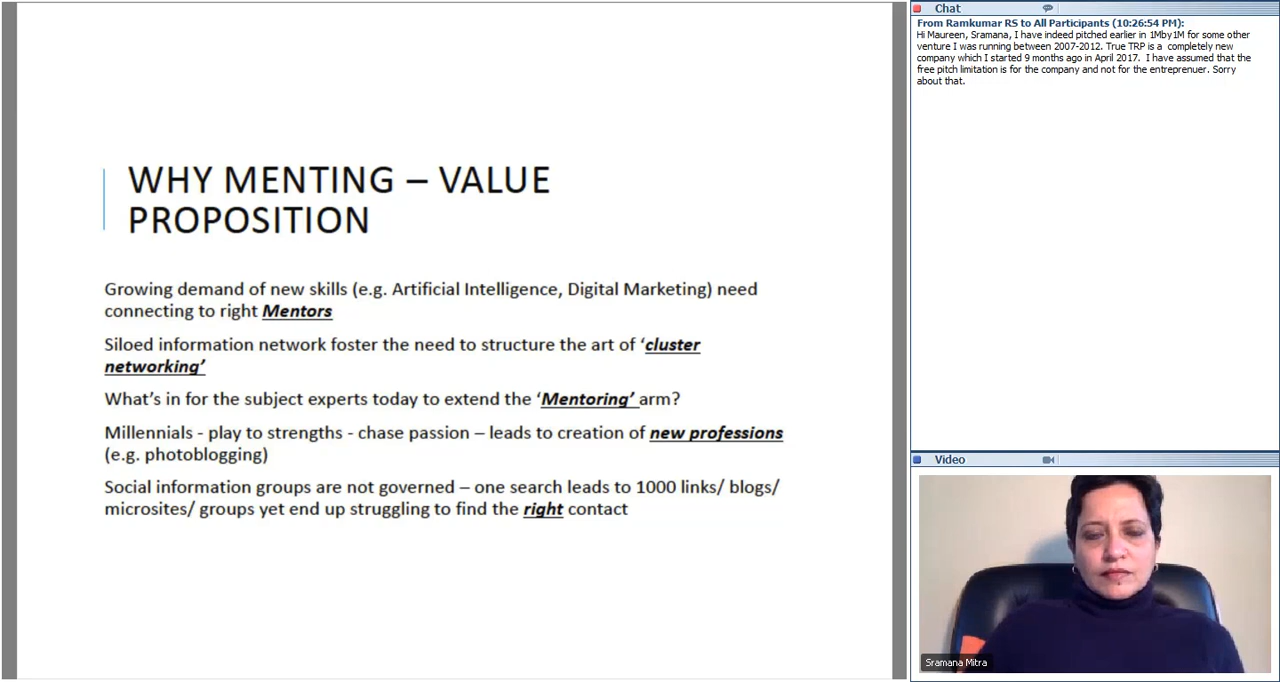 WHY MENTING – VALUE
PROPOSITION
Growing demand of new skills (e.g. Artificial Intelligence, Digital Marketing) need
connecting to right Mentors
Siloed information network foster the need to structure the art of ‘cluster
networking’
What’s in for the subject experts today to extend the ‘Mentoring’ arm?
Millennials - play to strengths - chase passion – leads to creation of new professions
(e.g. photoblogging)
Social information groups are not governed – one search leads to 1000 links/ blogs/
microsites/ groups yet end up struggling to find the right contact
Chat
From Ramkumar RS to All Participants (10:26:54 PM):
Hi Maureen, Sramana, I have indeed pitched earlier in 1Mby1M for some other
venture I was running between 2007-2012. True TRP is a completely new
company which I started 9 months ago in April 2017. I have assumed that the
free pitch limitation is for the company and not for the entreprenuer. Sorry
about that.
Video
Sramana Mitra